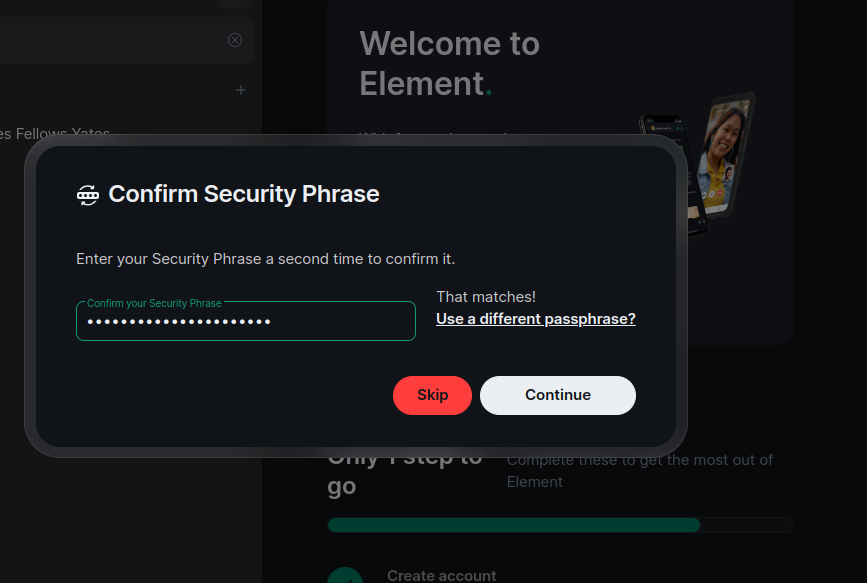 Welcome to
Element.
es Fellows Yates
Confirm Security Phrase
Enter your Security Phrase a second time to confirm it.
Confirm your Security Phrase
••••••••••••••••••••••
That matches!
Use a different passphrase?
Skip
Continue
Only 1 step to
go
Complete these to get the most out of
Element
Create account